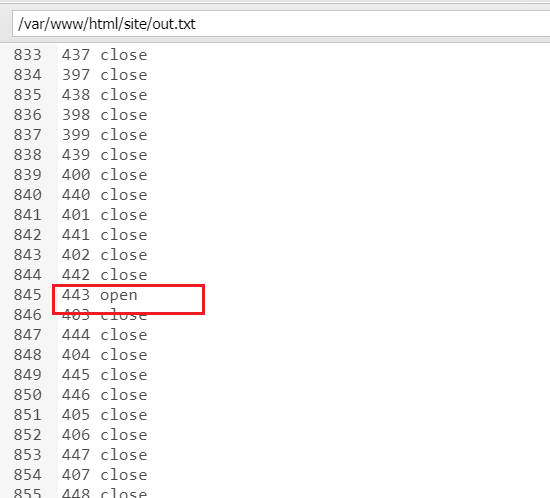 /var/www/html/site/out.txt
833 437 close
834 397 close
835 438 close
836 398 close
837 399 close
838 439 close
839 400 close
840 440 close
841 401 close
842 441 close
843 402 close
844 442 close
845 443 open
846 403 close
847 444 close
848 404 close
849 445 close
850 446 close
851 405 close
852 406 close
853 447 close
854 407 close
855 448 close